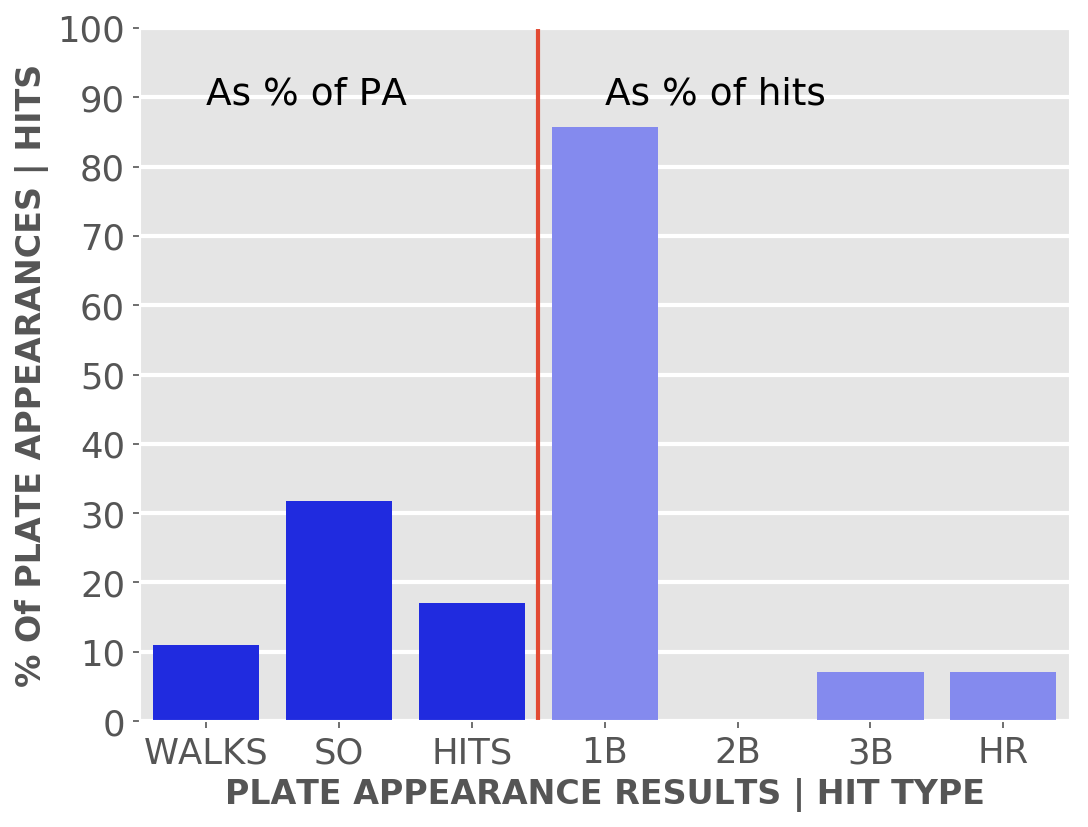 100
90
80
70
60
50
40
30
20
10
0
% Of PLATE APPEARANCES | HITS
As % of PA
As % of hits
WALKS SO HITS 1B 2B 3B HR
PLATE APPEARANCE RESULTS | HIT TYPE